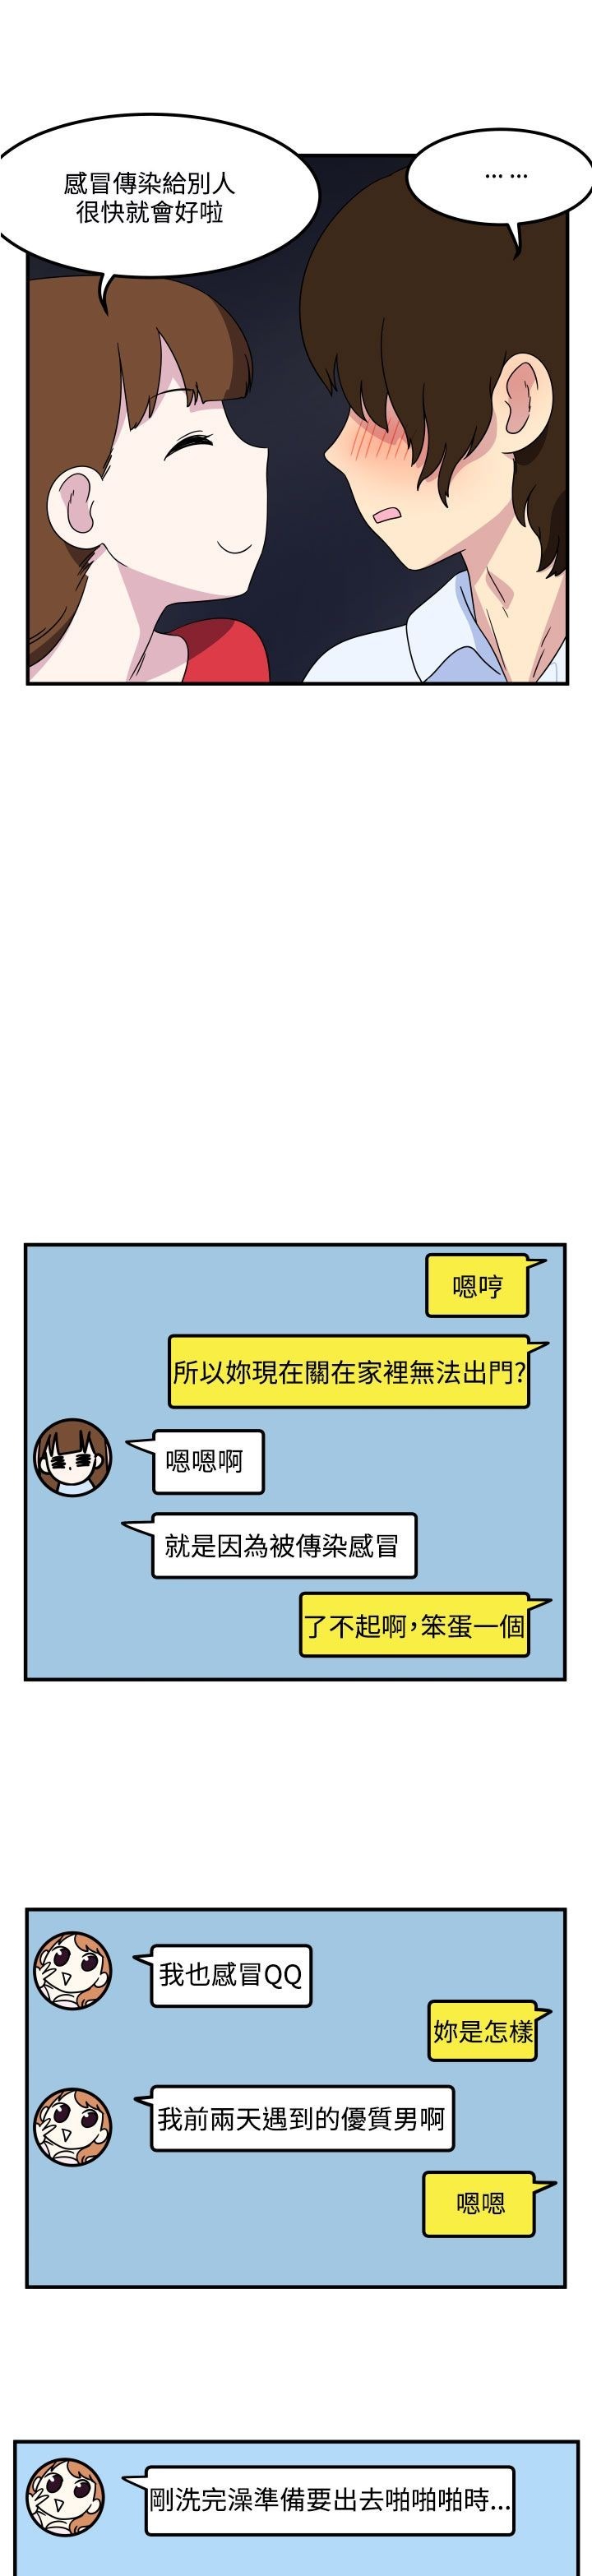 感冒傳染給別人
很快就會好啦
... ...
嗯哼
所以妳現在關在家裡無法出門?
嗯嗯啊
就是因為被傳染感冒
了不起啊,笨蛋一個
我也感冒QQ
妳是怎樣
我前兩天遇到的優質男啊
嗯嗯
剛洗完澡準備要出去啪啪啪時...